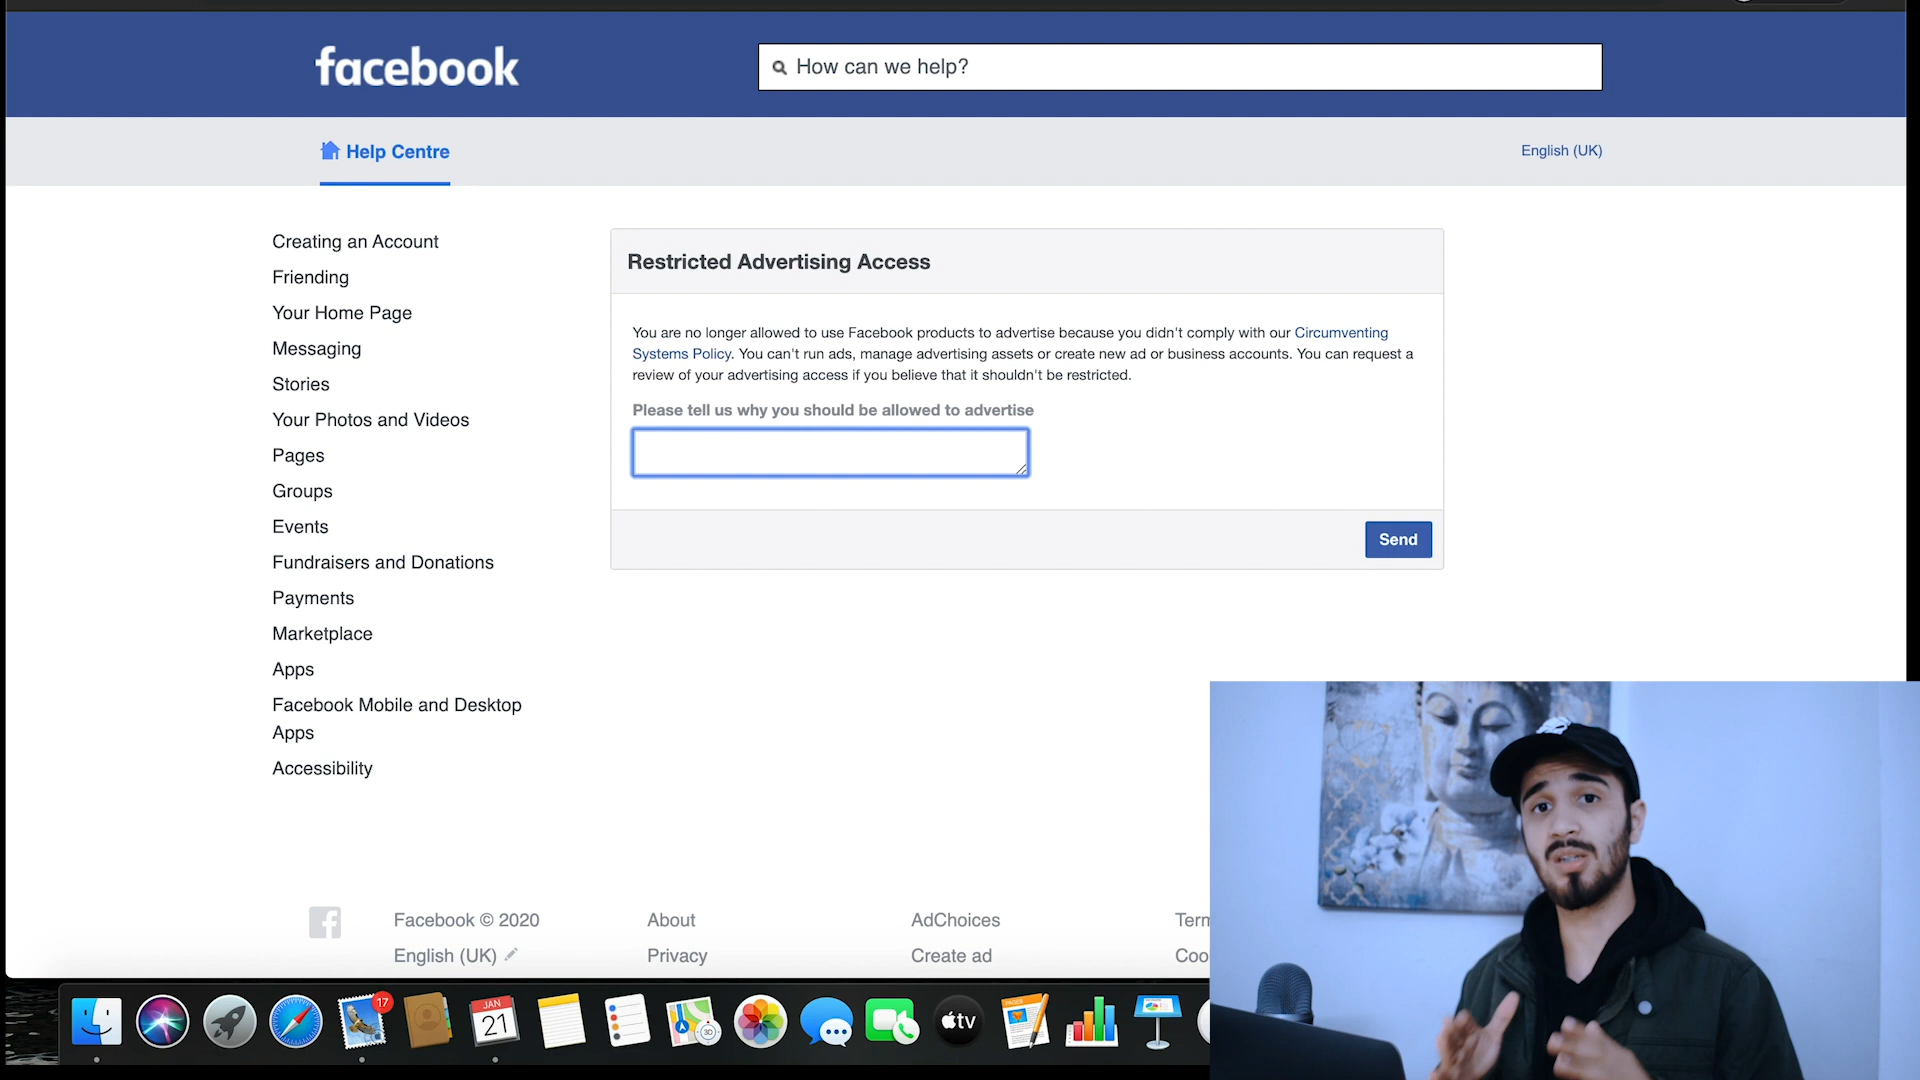 facebook
How can we help?
Help Centre
English (UK)
Creating an Account
Friending
Your Home Page
Messaging
Stories
Your Photos and Videos
Pages
Groups
Events
Fundraisers and Donations
Payments
Marketplace
Apps
Facebook Mobile and Desktop
Apps
Accessibility
Restricted Advertising Access
You are no longer allowed to use Facebook products to advertise because you didn't comply with our Circumventing
Systems Policy. You can't run ads, manage advertising assets or create new ad or business accounts. You can request a
review of your advertising access if you believe that it shouldn't be restricted.
Please tell us why you should be allowed to advertise
Send
Facebook © 2020
About
AdChoices
Term
English (UK)
Privacy
Create ad
Coo
17
JAN
21
3D
tv
PAGES